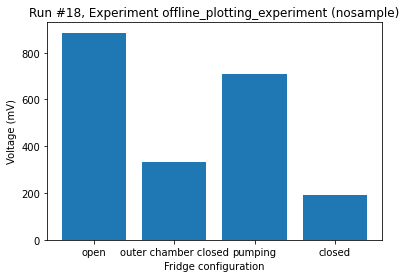 Run #18, Experiment offline_plotting_experiment (nosample)
800
600
400
200
0
Voltage (mV)
open outer chamber closed pumping closed
Fridge configuration